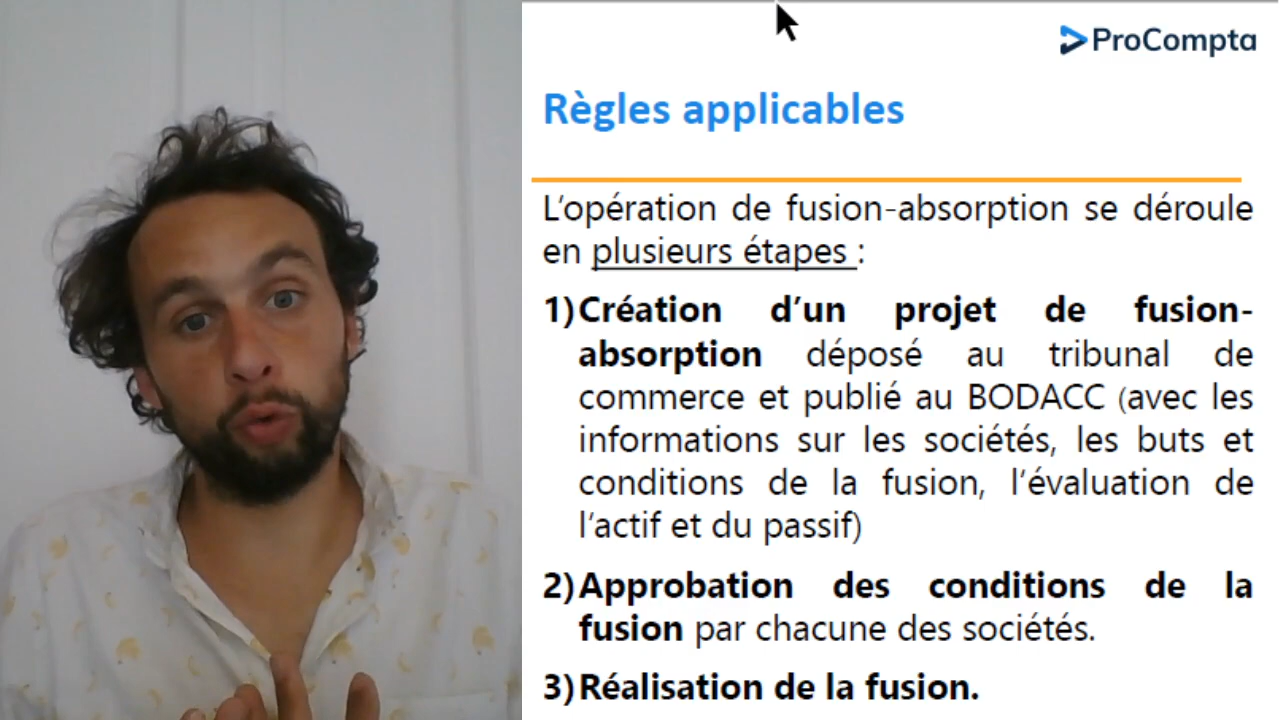 ProCompta
Règles applicables
L'opération de fusion-absorption se déroule
en plusieurs étapes :
1) Création d'un projet de fusion-
absorption déposé au tribunal de
commerce et publié au BODACC (avec les
informations sur les sociétés, les buts et
conditions de la fusion, l'évaluation de
l'actif et du passif)
2) Approbation des conditions de la
fusion par chacune des sociétés.
3) Réalisation de la fusion.